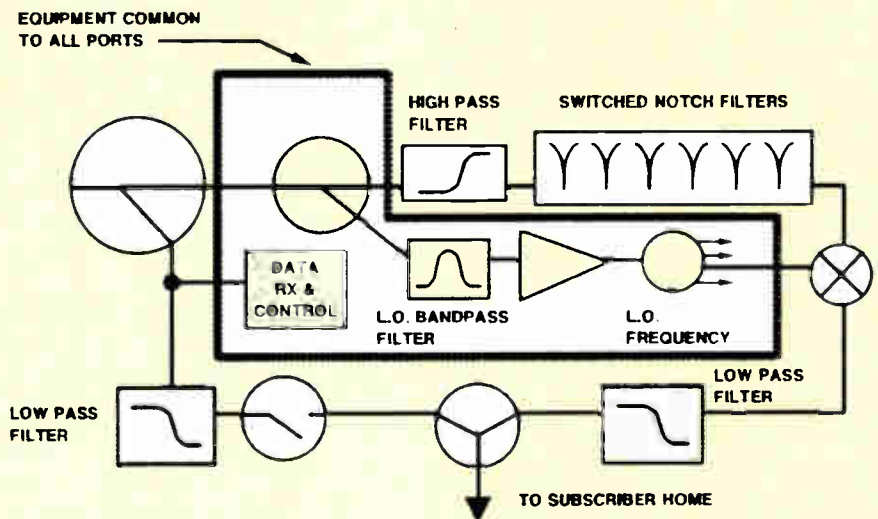 EQUIPMENT COMMON
TO ALL PORTS
HIGH PASS
FILTER
SWITCHED NOTCH FILTERS
DATA
RX &
CONTROL
L.O. BANDPASS
FILTER
L.O.
FREQUENCY
LOW PASS
FILTER
LOW PASS
FILTER
TO SUBSCRIBER HOME